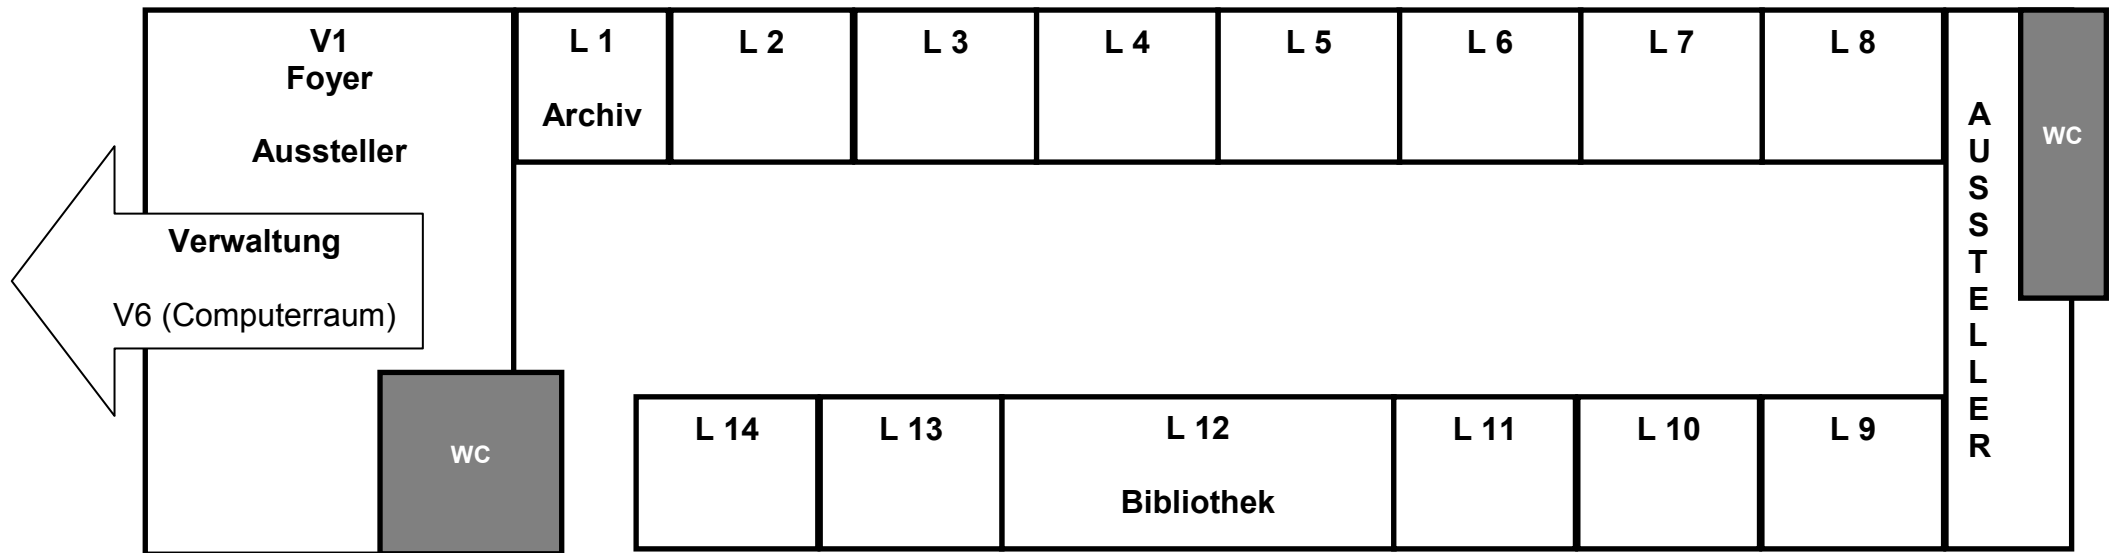 V1
Foyer
Aussteller
L 1
Archiv
L 2
L 3
L 4
L 5
L 6
L 7
L 8
AUSSTELLER
WC
Verwaltung
V6 (Computerraum)
WC
L 14
L 13
L 12
Bibliothek
L 11
L 10
L 9